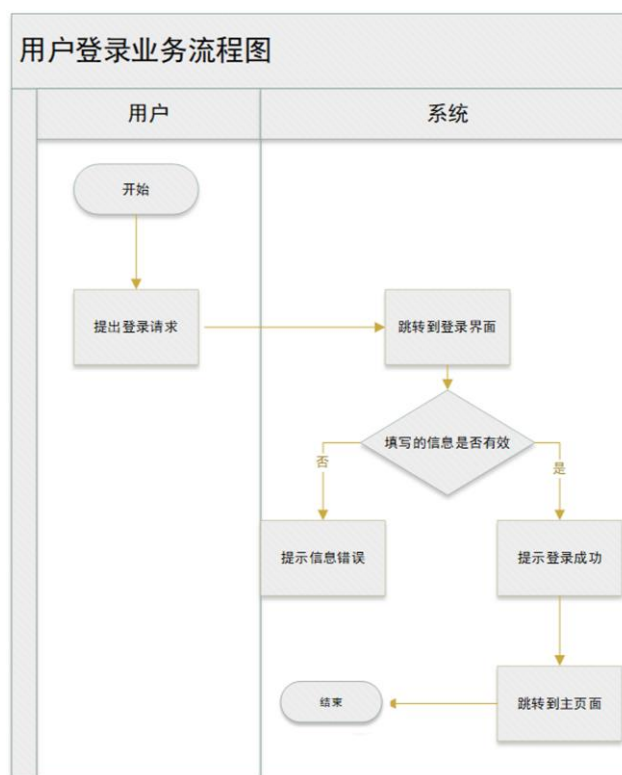 用户登录业务流程图
用户
系统
开始
提出登录请求
跳转到登录界面
填写的信息是否有效
否
是
提示信息错误
提示登录成功
结束
跳转到主页面